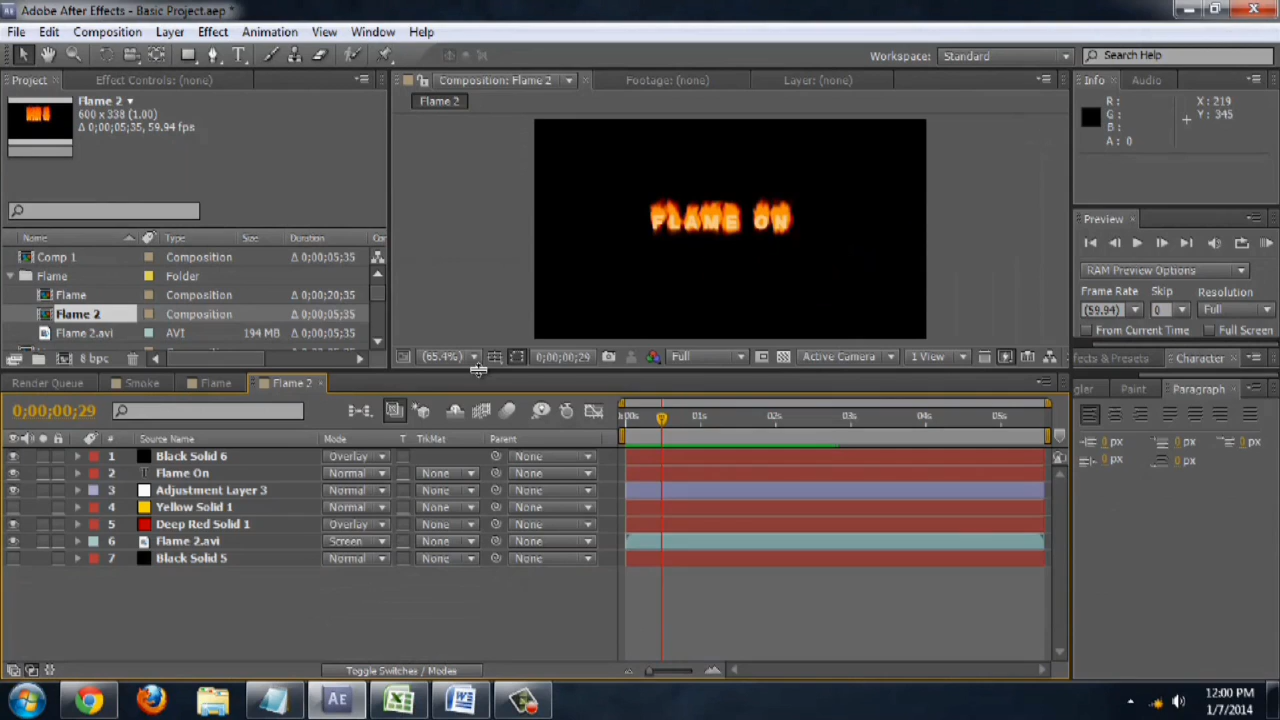 Adobe After Effects - Basic Project.aep *
File Edit Composition Layer Effect Animation View Window Help
Workspace: Standard Search Help
Project Effect Controls: (none) Composition: Flame 2 Footage: (none) Layer: (none) Info Audio
Flame 2
600 x 338 (1.00)
Δ 0;00;05;35, 59.94 fps
Flame 2
R:
G:
B:
A: 0
X: 219
Y: 345
FLAME ON
Name Type Size Duration
Comp 1 Composition Δ 0;00;05;35
Flame Folder
Flame Composition Δ 0;00;20;35
Flame 2 Composition Δ 0;00;05;35
Flame 2.avi AVI 194 MB Δ 0;00;05;35
8 bpc
(65.4%) 0;00;00;29 Full Active Camera 1 View
Preview
RAM Preview Options
Frame Rate Skip Resolution
(59.94) 0 Full
From Current Time Full Screen
ffects & Presets Character
gler Paint Paragraph
0 px 0 px 0 px
0 px 0 px
Render Queue Smoke Flame Flame 2
0;00;00;29
# Source Name Mode T TrkMat Parent
01s 02s 03s 04s 05s
1 Black Solid 6 Overlay None
2 T Flame On Normal None None
3 Adjustment Layer 3 Normal None None
4 Yellow Solid 1 Normal None None
5 Deep Red Solid 1 Overlay None None
6 Flame 2.avi Screen None None
7 Black Solid 5 Normal None None
Toggle Switches / Modes
12:00 PM
1/7/2014